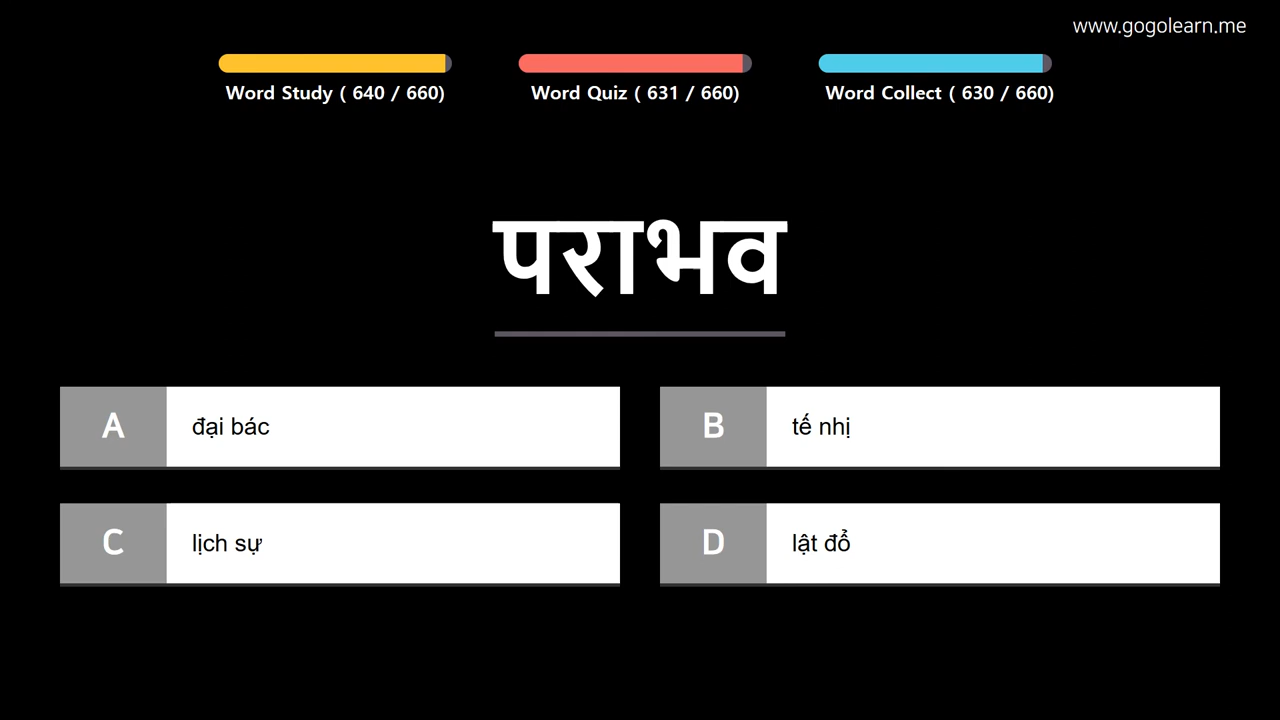 www.gogolearn.me
Word Study ( 640 / 660)
Word Quiz ( 631 / 660)
Word Collect ( 630 / 660)
पराभव
A đại bác
B tế nhị
C lịch sự
D lật đổ